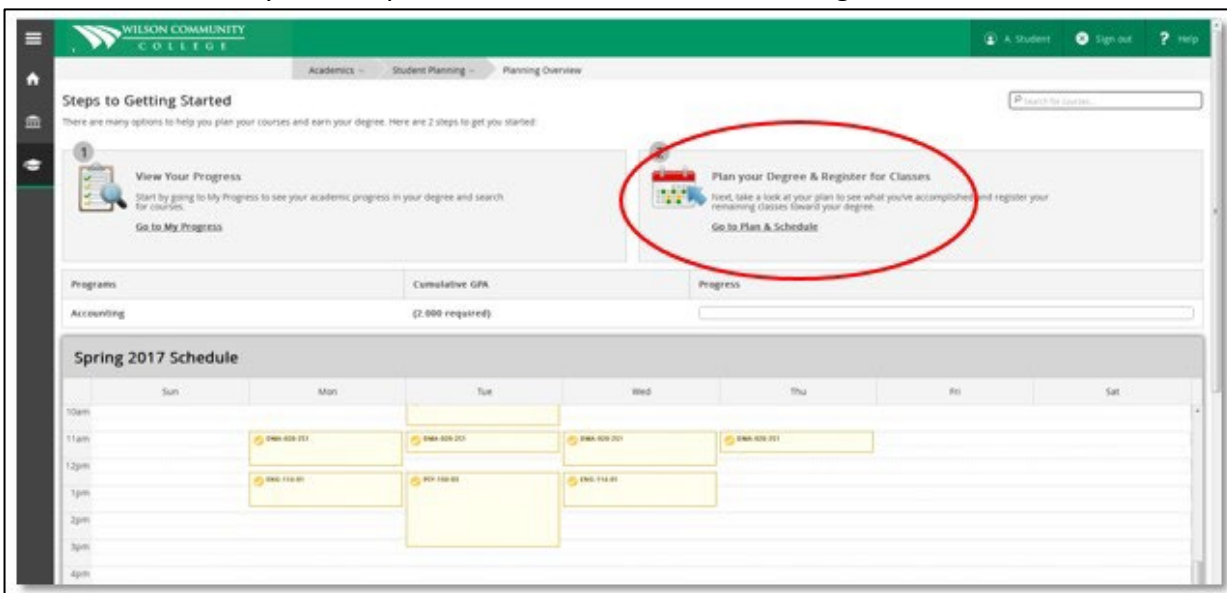 WILSON COMMUNITY
COLLEGE
A. Student Sign out ? Help
Academics Student Planning Planning Overview
Steps to Getting Started
Search for courses...
There are many options to help you plan your courses and earn your degree. Here are 2 steps to get you started:
1
View Your Progress
Start by going to My Progress to see your academic progress in your degree and search
for courses.
Go to My Progress
2
Plan your Degree & Register for Classes
Next, take a look at your plan to see what you've accomplished and register your
remaining classes toward your degree.
Go to Plan & Schedule
Programs Cumulative GPA Progress
Accounting (2.000 required)
Spring 2017 Schedule
Sun Mon Tue Wed Thu Fri Sat
10am
11am
12pm
1pm
2pm
3pm
4pm